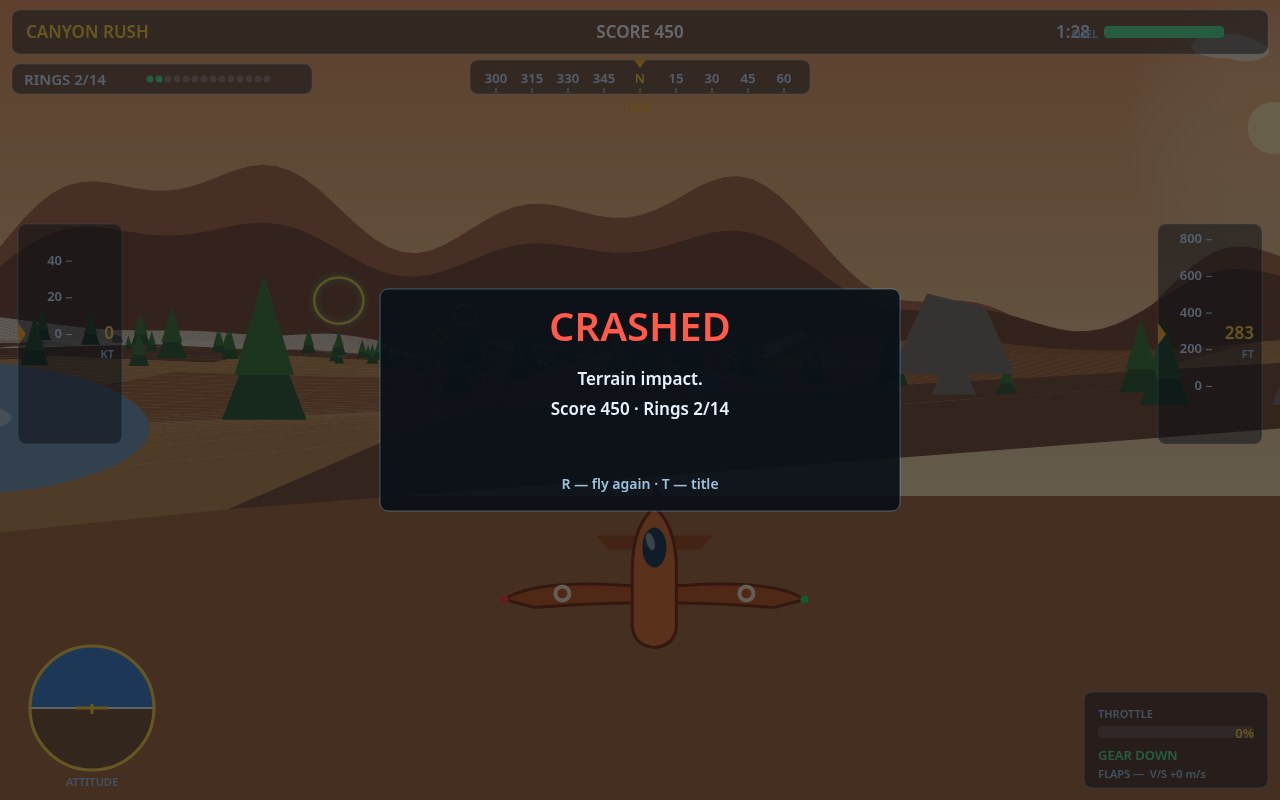 CANYON RUSH
SCORE 450
1:28
FUEL
RINGS 2/14
300 315 330 345 N 15 30 45 60
40
20
0
0
KT
800
600
400
200
0
283
FT
CRASHED
Terrain impact.
Score 450 · Rings 2/14
R — fly again · T — title
ATTITUDE
THROTTLE
0%
GEAR DOWN
FLAPS — V/S +0 m/s